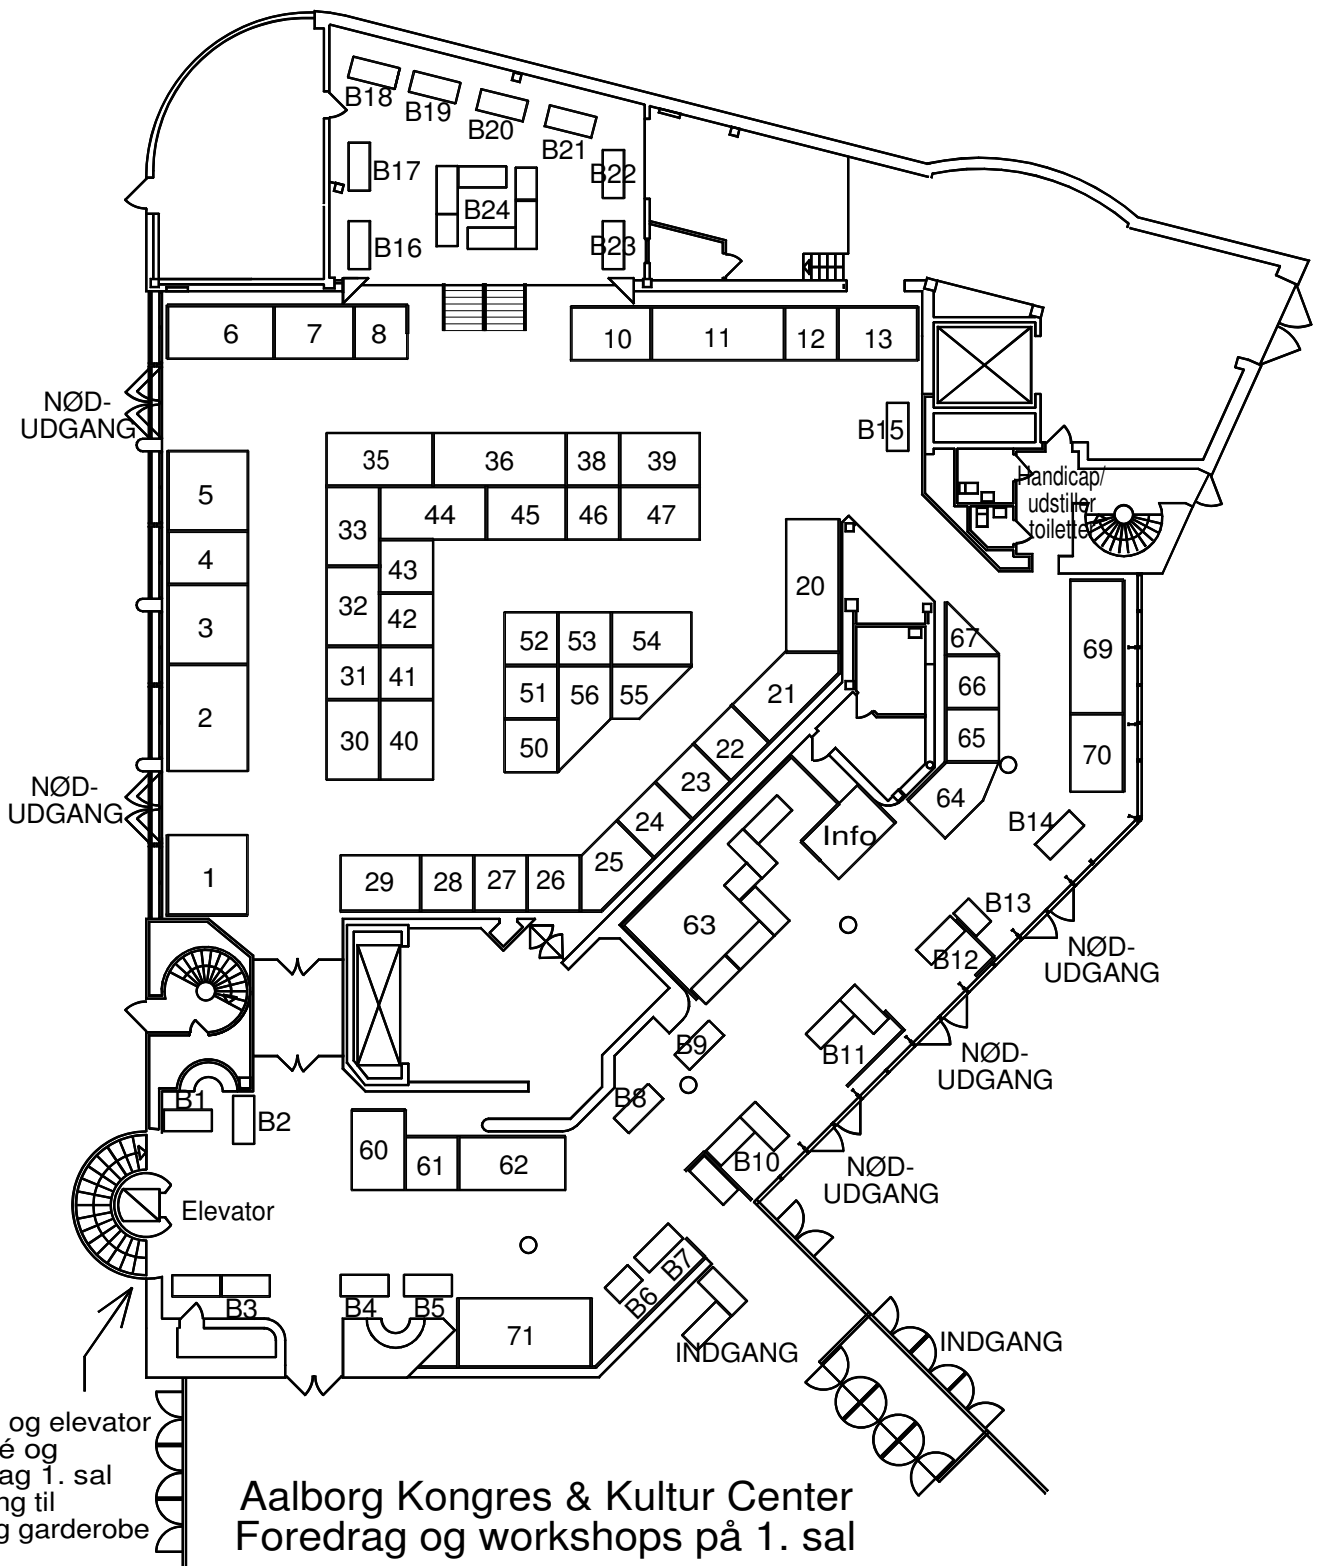 B18
B19
B20
B21
B17
B22
B24
B16
B23
6
7
8
10
11
12
13
NØD-
UDGANG
B15
35
36
38
39
Handicap/
udstiller
toiletter
5
33
44
45
46
47
4
43
20
32
42
3
52
53
54
67
69
31
41
51
56
55
21
66
2
30
40
50
22
65
70
NØD-
UDGANG
23
64
24
Info
B14
1
29
28
27
26
25
63
B13
B12
NØD-
UDGANG
B9
B11
NØD-
UDGANG
B1
B2
B8
60
61
62
B10
NØD-
UDGANG
Elevator
B7
B6
B3
B4
B5
71
INDGANG
INDGANG
og elevator
é og
ag 1. sal
ng til
g garderobe
Aalborg Kongres & Kultur Center
Foredrag og workshops på 1. sal